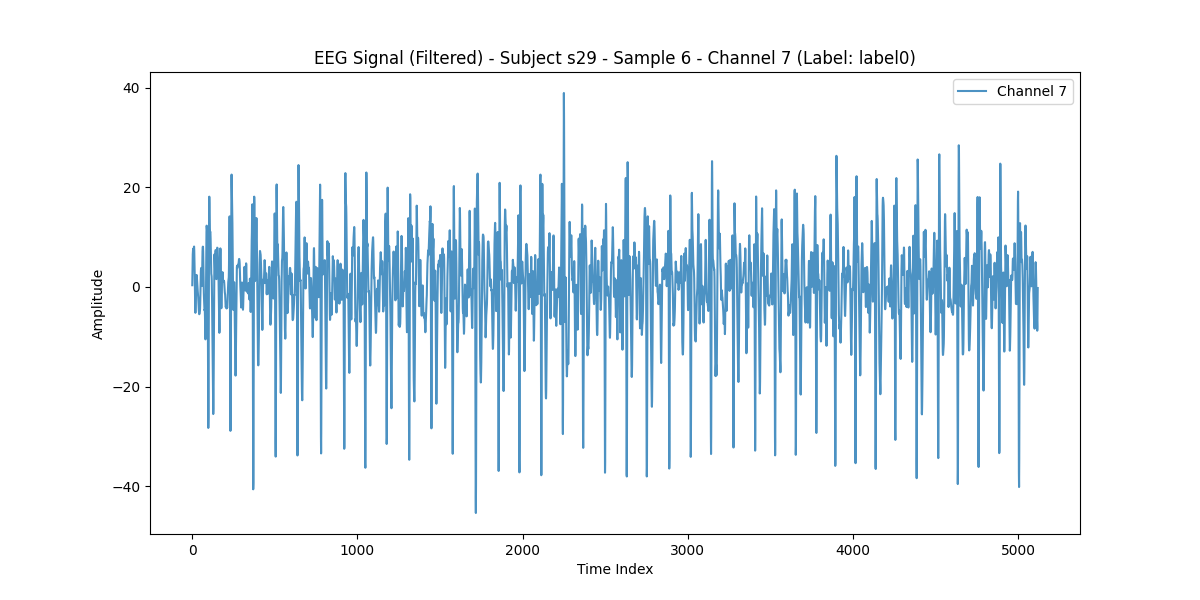 EEG Signal (Filtered) - Subject s29 - Sample 6 - Channel 7 (Label: label0)
Channel 7
40
20
0
−20
−40
Amplitude
0 1000 2000 3000 4000 5000
Time Index